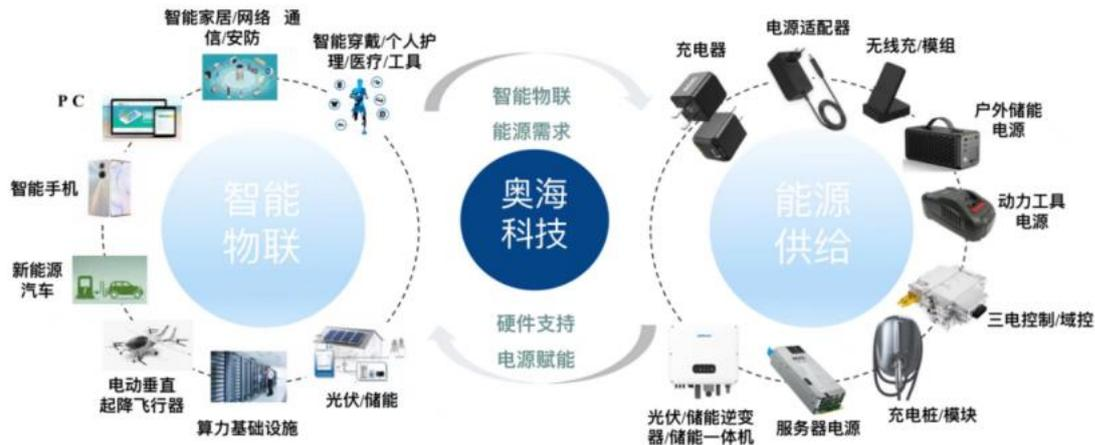 智能家居/网络 通
信/安防
智能穿戴/个人护
理/医疗/工具
PC
智能手机
新能源
汽车
电动垂直
起降飞行器
算力基础设施
光伏/储能
智能
物联
智能物联
能源需求
奥海
科技
硬件支持
电源赋能
能源
供给
充电器
电源适配器
无线充/模组
户外储能
电源
动力工具
电源
三电控制/域控
充电桩/模块
服务器电源
光伏/储能逆变
器/储能一体机